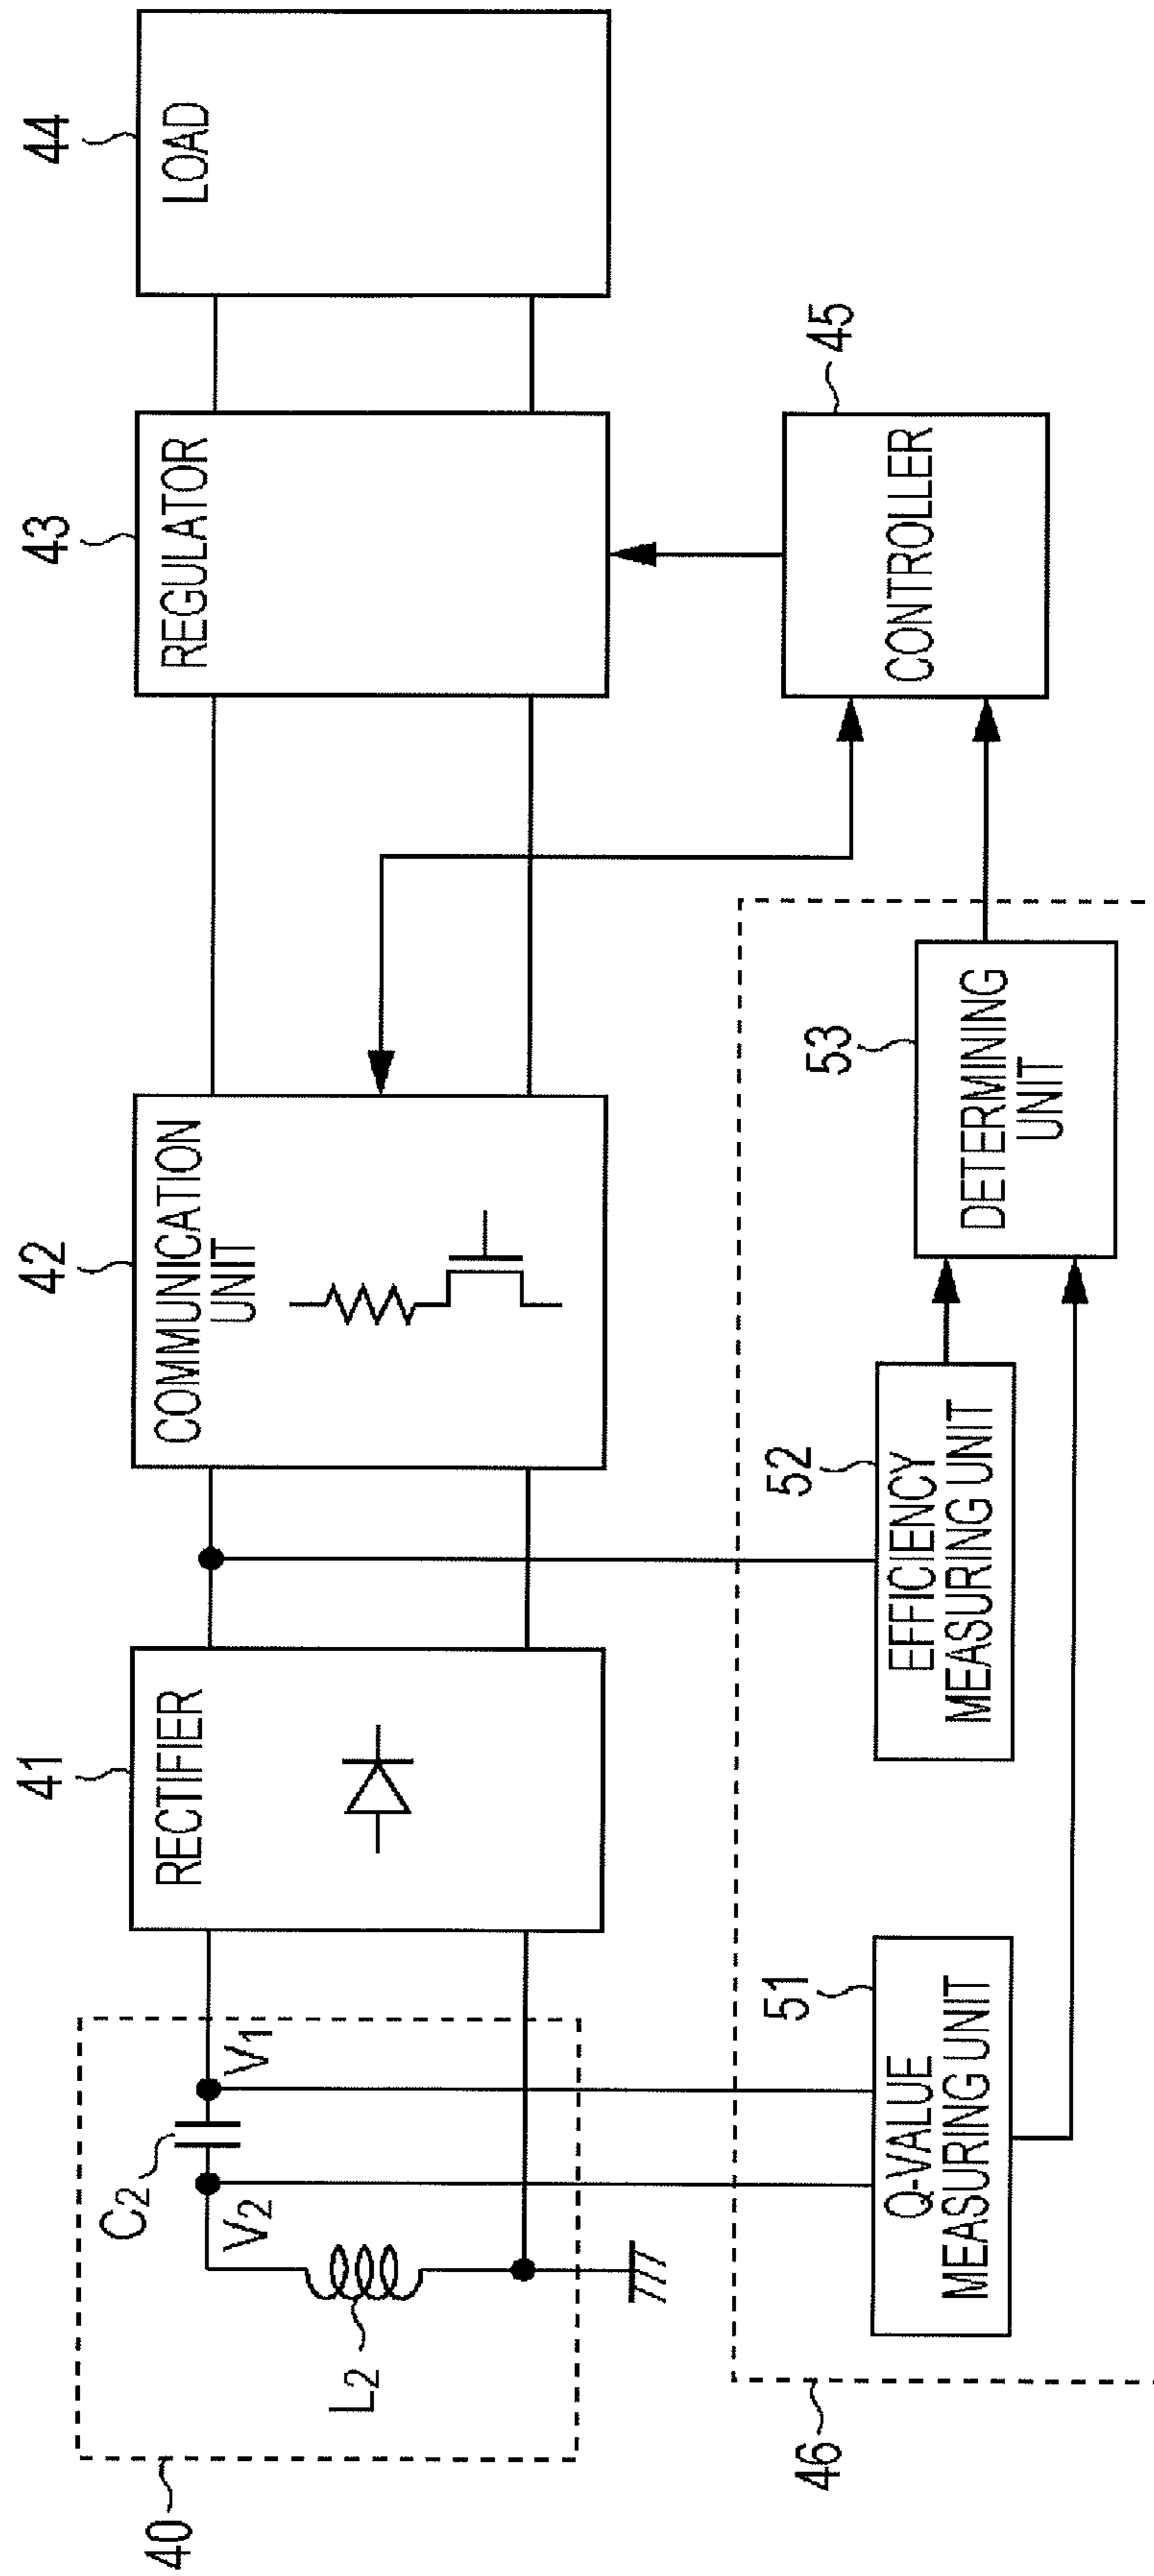 40
C2
V1
V2
L2
41
RECTIFIER
42
COMMUNICATION
UNIT
43
REGULATOR
44
LOAD
45
CONTROLLER
46
51
Q-VALUE
MEASURING UNIT
52
EFFICIENCY
MEASURING UNIT
53
DETERMINING
UNIT